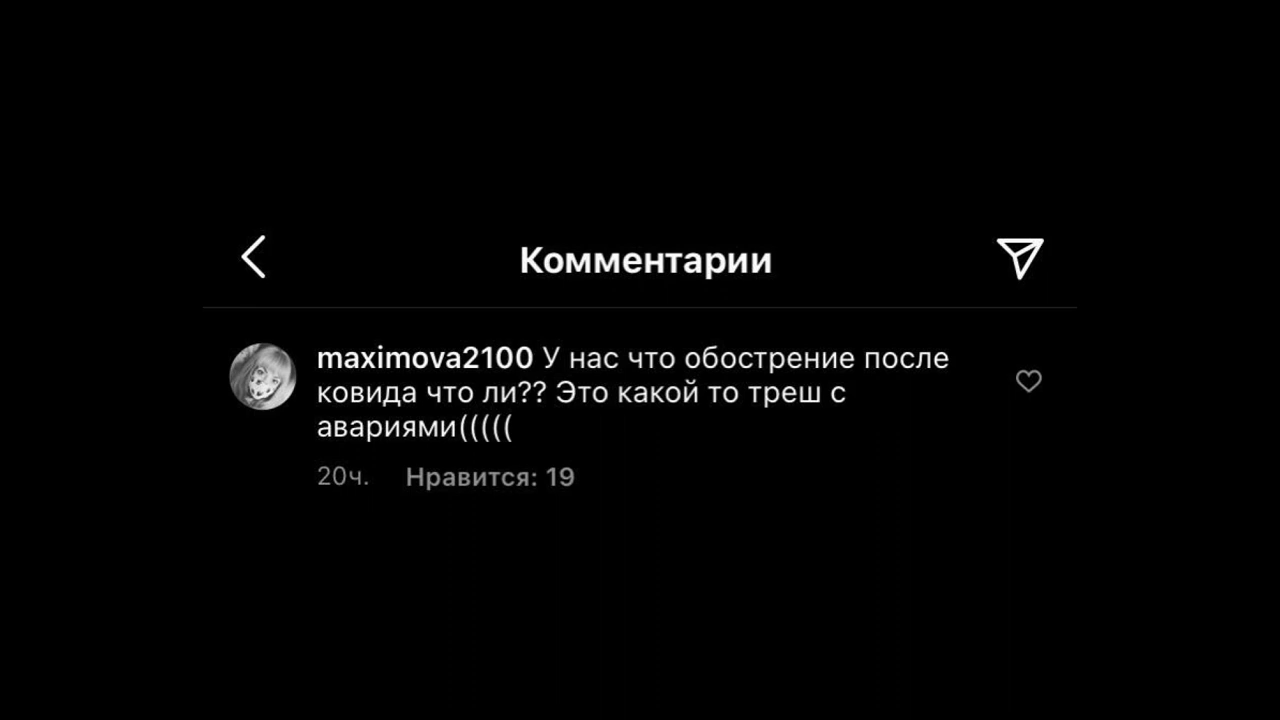 Комментарии
maximova2100 У нас что обострение после
ковида что ли?? Это какой то треш с
авариями(((((
20ч. Нравится: 19